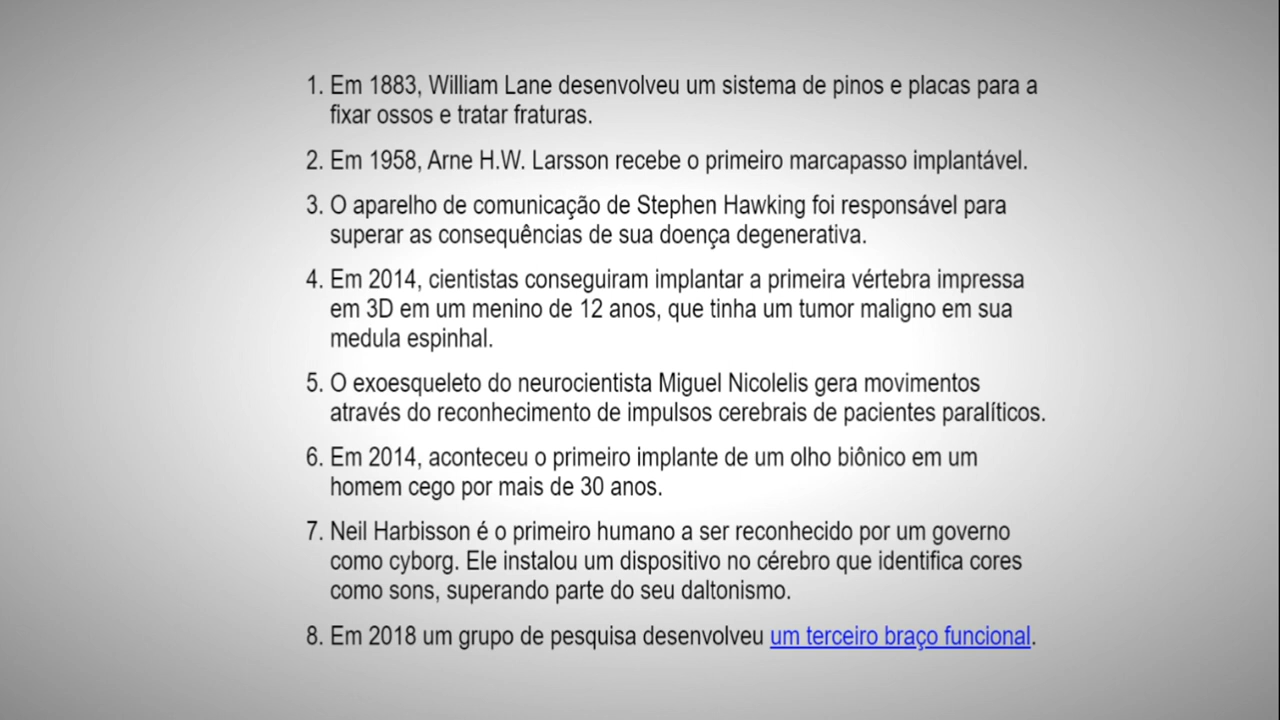 1. Em 1883, William Lane desenvolveu um sistema de pinos e placas para a
fixar ossos e tratar fraturas.
2. Em 1958, Arne H.W. Larsson recebe o primeiro marcapasso implantável.
3. O aparelho de comunicação de Stephen Hawking foi responsável para
superar as consequências de sua doença degenerativa.
4. Em 2014, cientistas conseguiram implantar a primeira vértebra impressa
em 3D em um menino de 12 anos, que tinha um tumor maligno em sua
medula espinhal.
5. O exoesqueleto do neurocientista Miguel Nicolelis gera movimentos
através do reconhecimento de impulsos cerebrais de pacientes paralíticos.
6. Em 2014, aconteceu o primeiro implante de um olho biônico em um
homem cego por mais de 30 anos.
7. Neil Harbisson é o primeiro humano a ser reconhecido por um governo
como cyborg. Ele instalou um dispositivo no cérebro que identifica cores
como sons, superando parte do seu daltonismo.
8. Em 2018 um grupo de pesquisa desenvolveu um terceiro braço funcional.